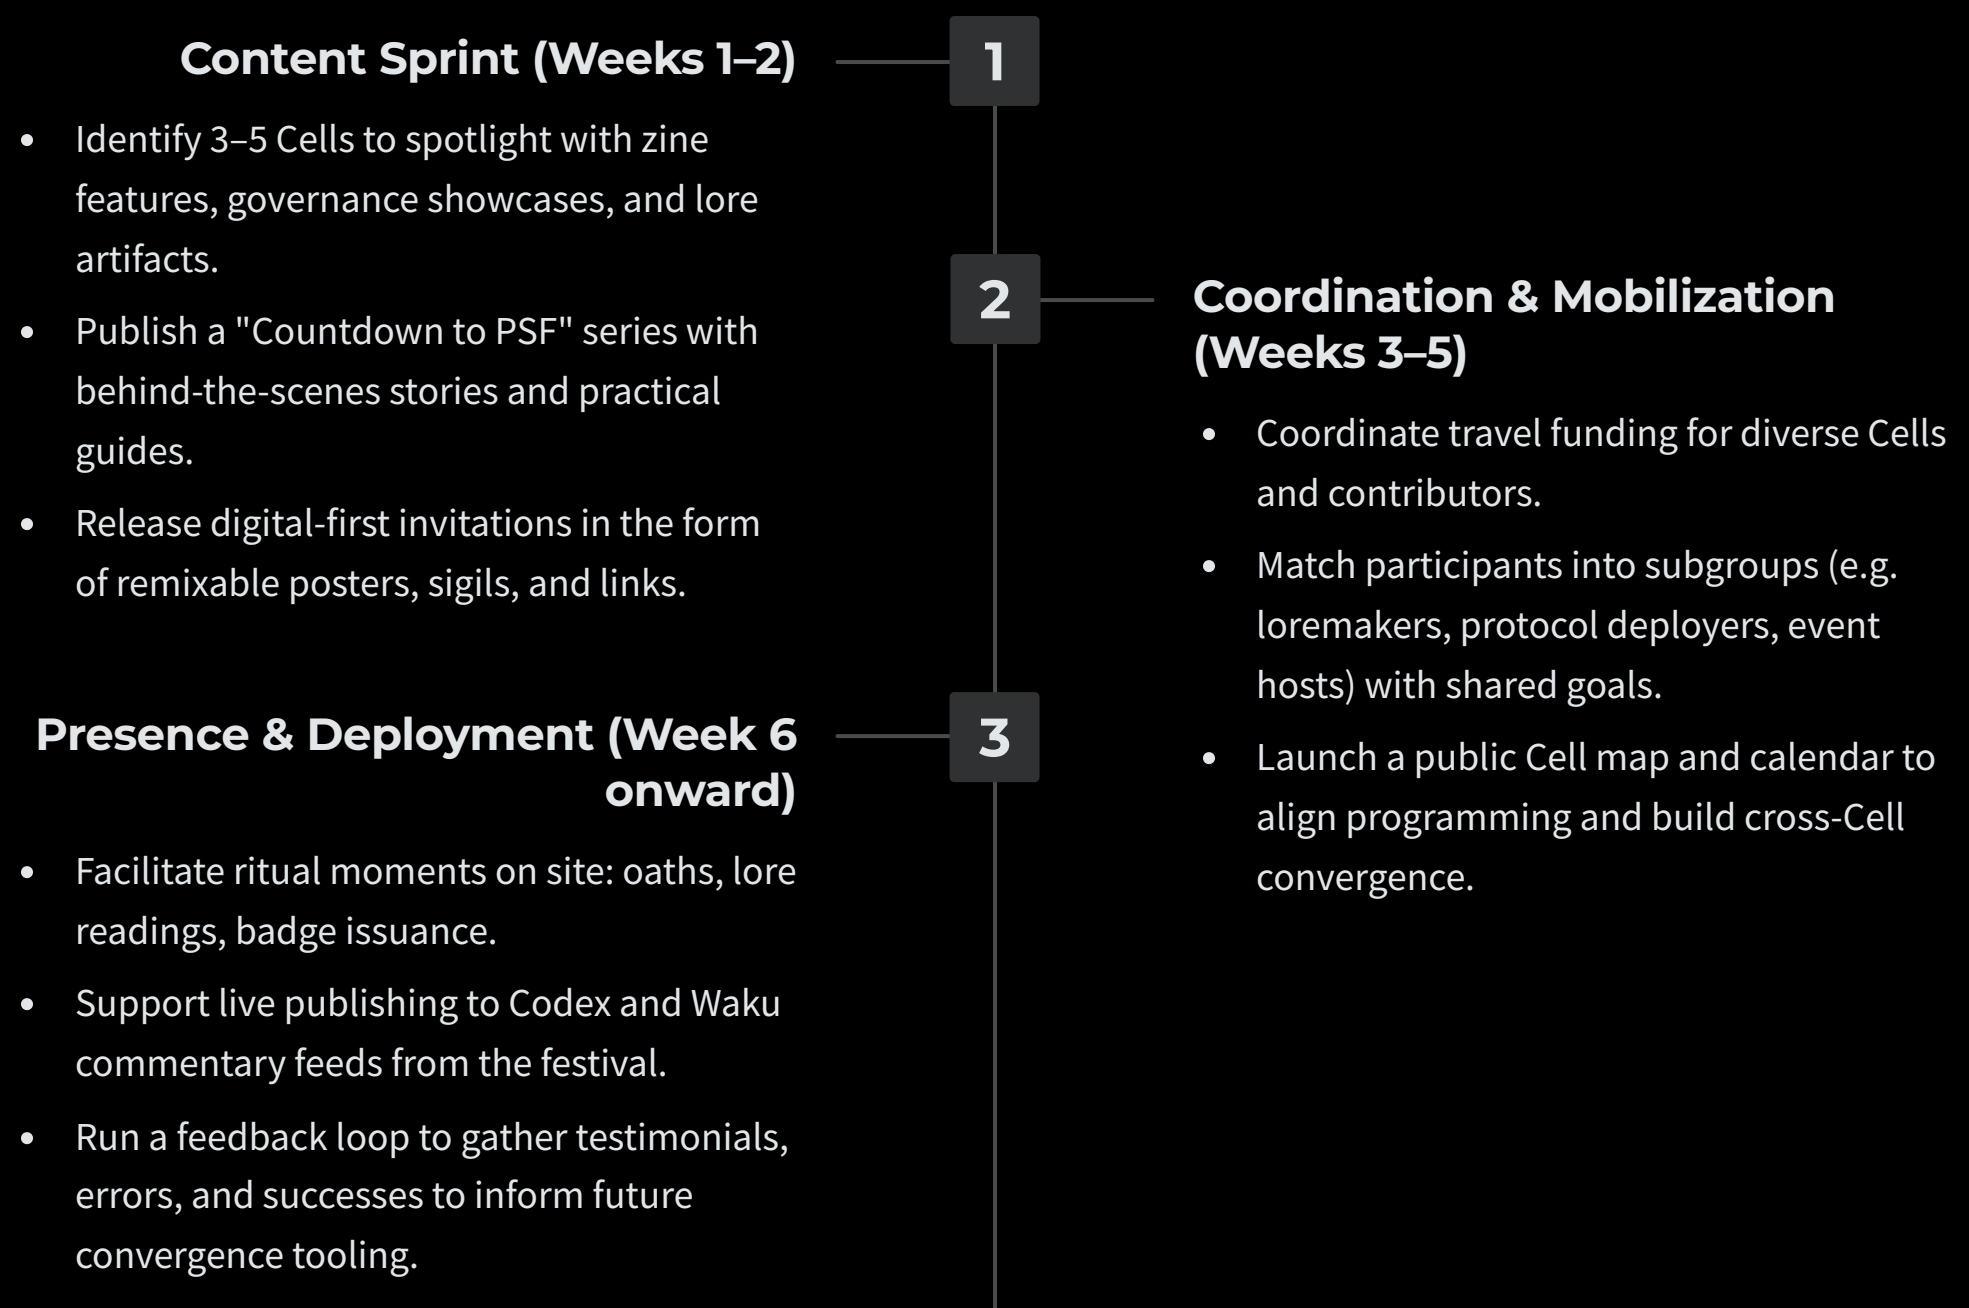 Content Sprint (Weeks 1–2)
1
• Identify 3–5 Cells to spotlight with zine
features, governance showcases, and lore
artifacts.
• Publish a "Countdown to PSF" series with
behind-the-scenes stories and practical
guides.
• Release digital-first invitations in the form
of remixable posters, sigils, and links.
2
Coordination & Mobilization
(Weeks 3–5)
• Coordinate travel funding for diverse Cells
and contributors.
• Match participants into subgroups (e.g.
loremakers, protocol deployers, event
hosts) with shared goals.
• Launch a public Cell map and calendar to
align programming and build cross-Cell
convergence.
Presence & Deployment (Week 6
onward)
3
• Facilitate ritual moments on site: oaths, lore
readings, badge issuance.
• Support live publishing to Codex and Waku
commentary feeds from the festival.
• Run a feedback loop to gather testimonials,
errors, and successes to inform future
convergence tooling.